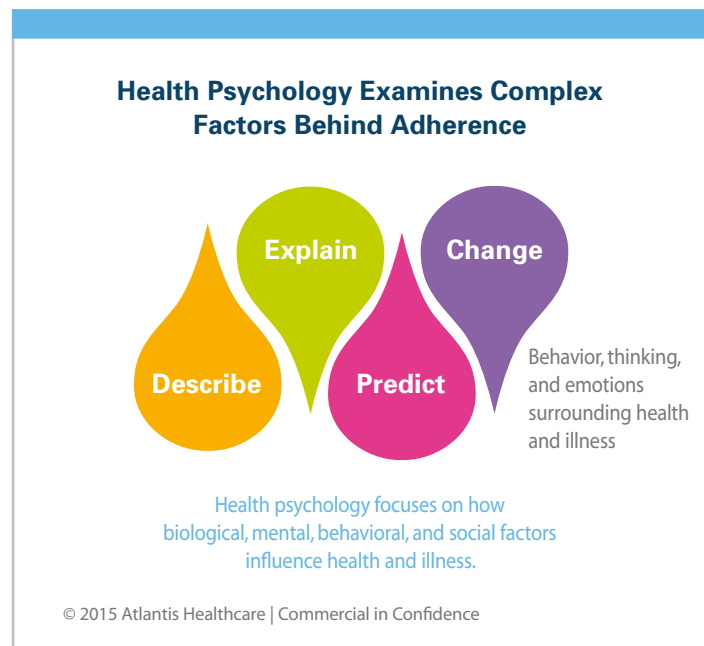 Health Psychology Examines Complex
Factors Behind Adherence
Describe
Explain
Predict
Change
Behavior, thinking,
and emotions
surrounding health
and illness
Health psychology focuses on how
biological, mental, behavioral, and social factors
influence health and illness.
© 2015 Atlantis Healthcare | Commercial in Confidence